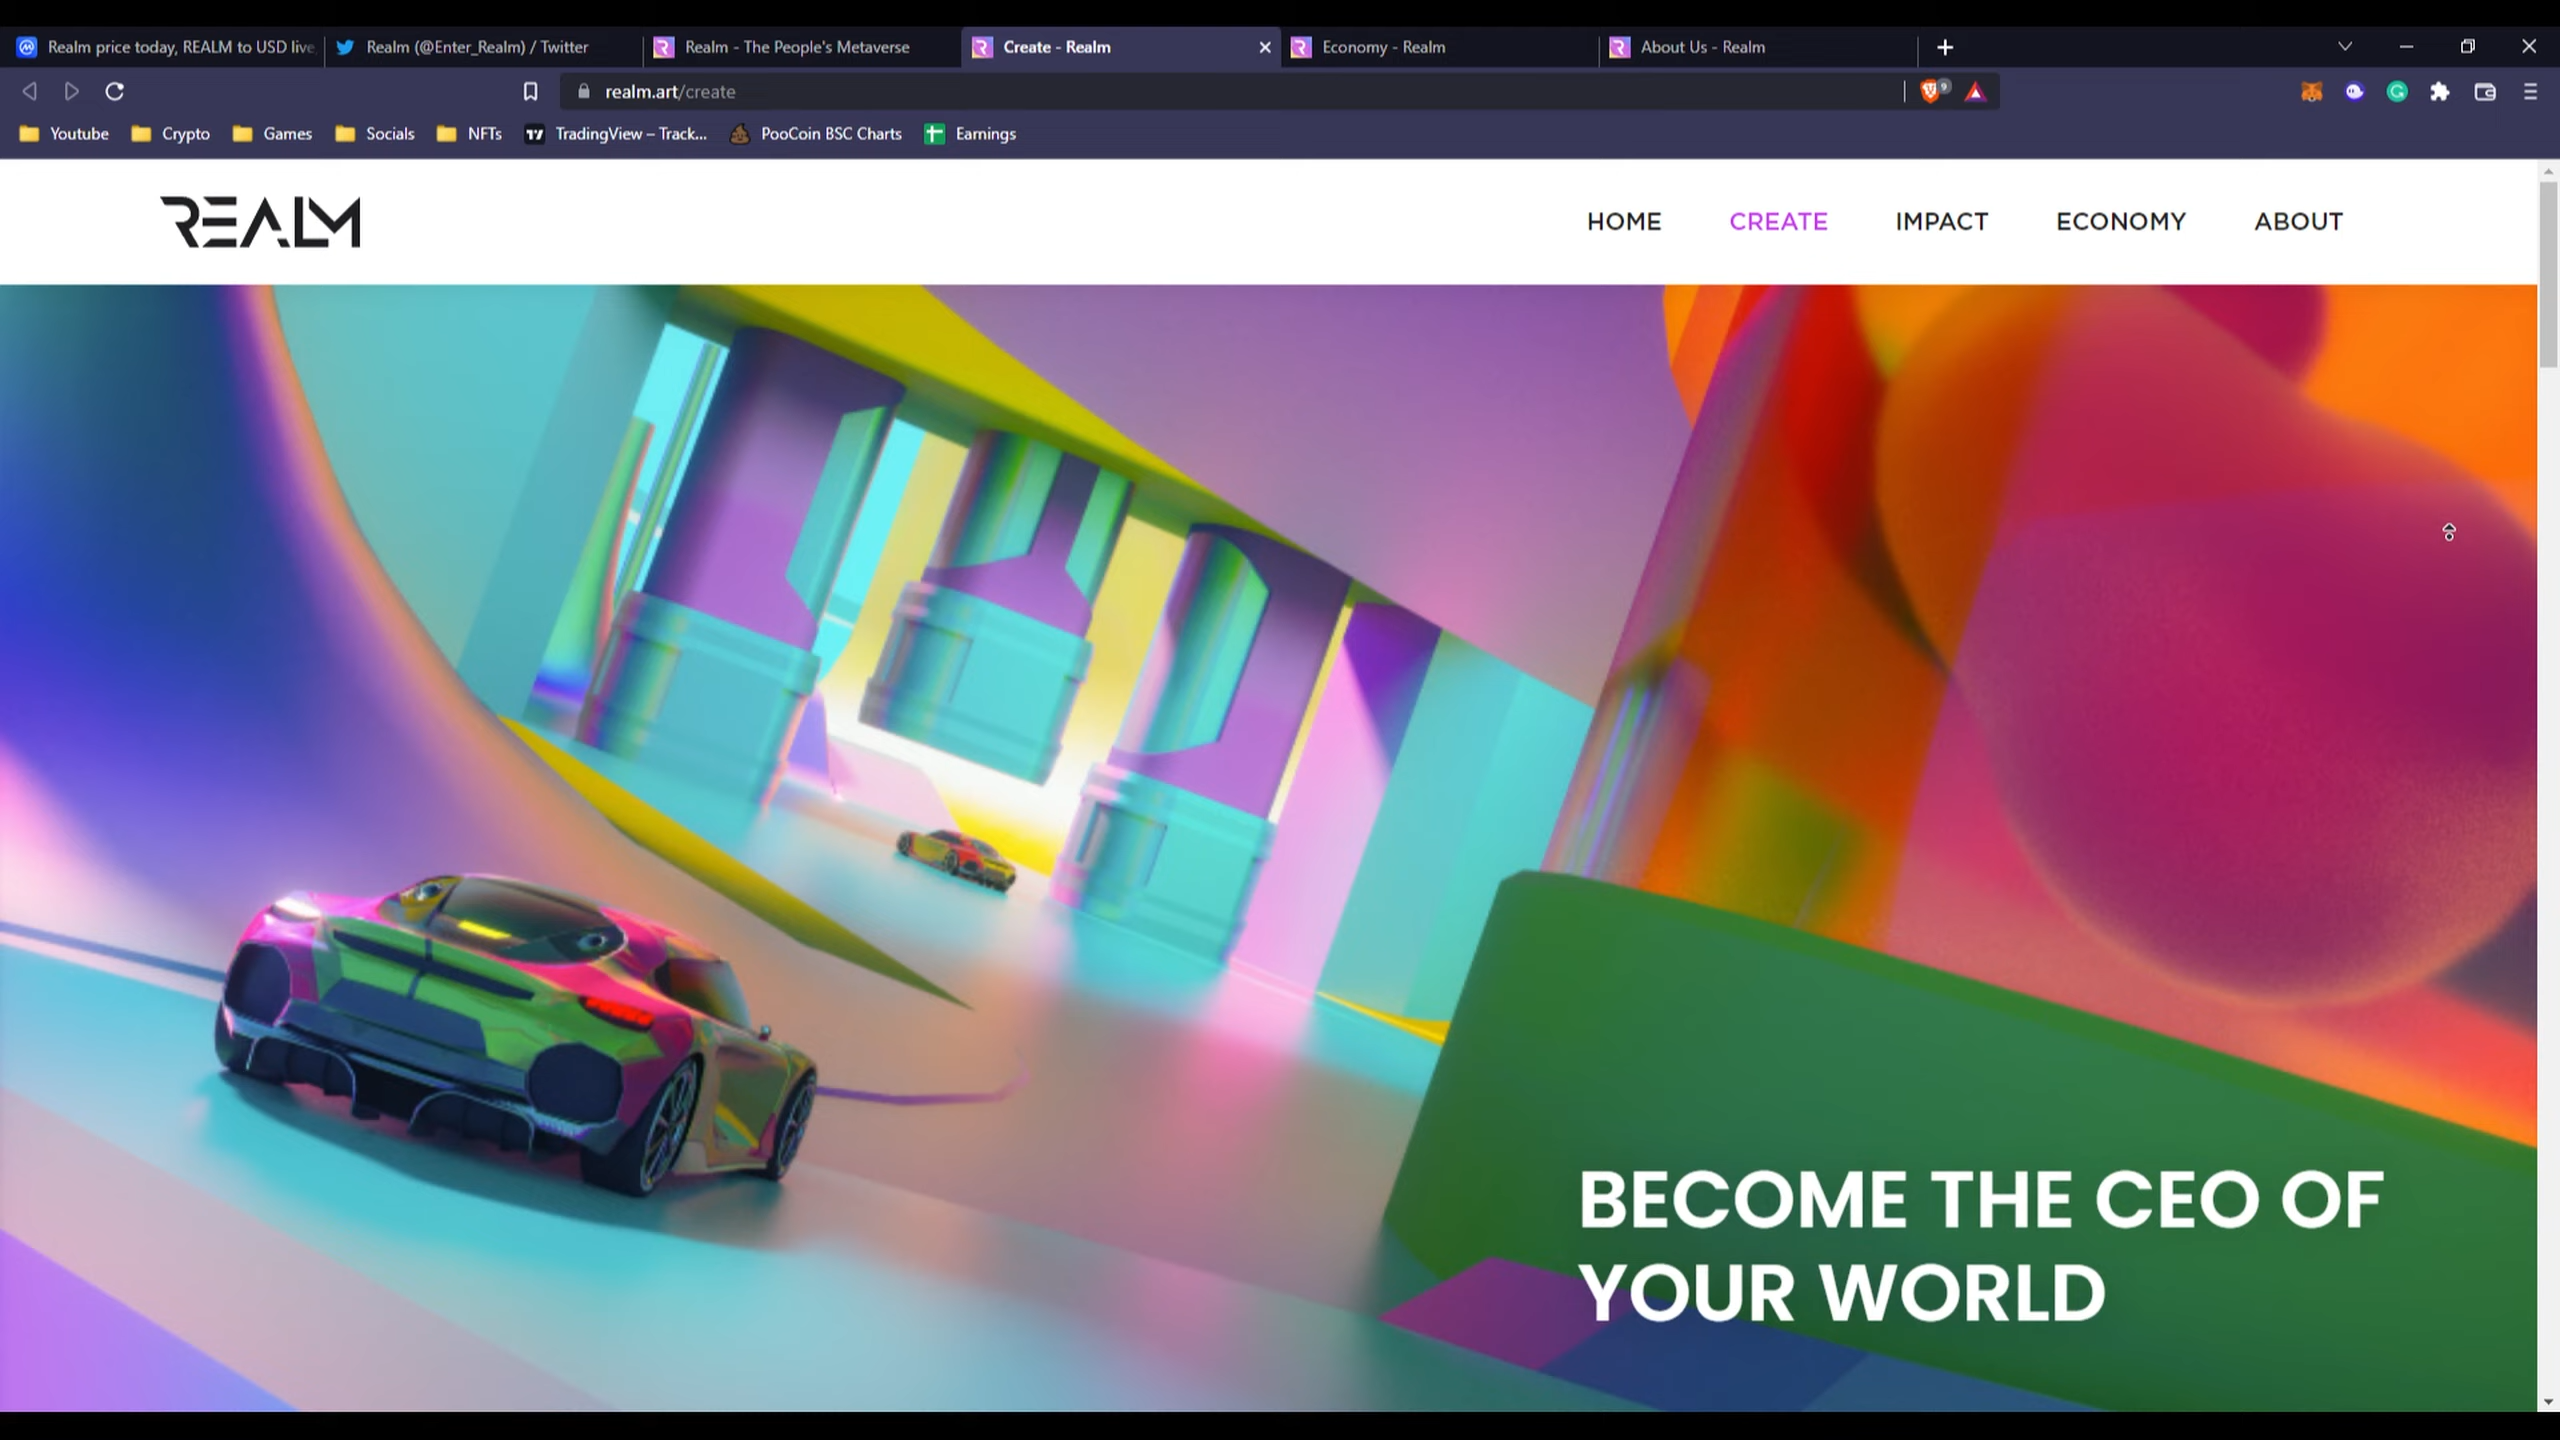 Realm price today, REALM to USD live,
Realm (@Enter_Realm) / Twitter
Realm - The People's Metaverse
Create - Realm
Economy - Realm
About Us - Realm
realm.art/create
9
Youtube
Crypto
Games
Socials
NFTs
TradingView – Track...
PooCoin BSC Charts
Earnings
REALM
HOME
CREATE
IMPACT
ECONOMY
ABOUT
BECOME THE CEO OF
YOUR WORLD